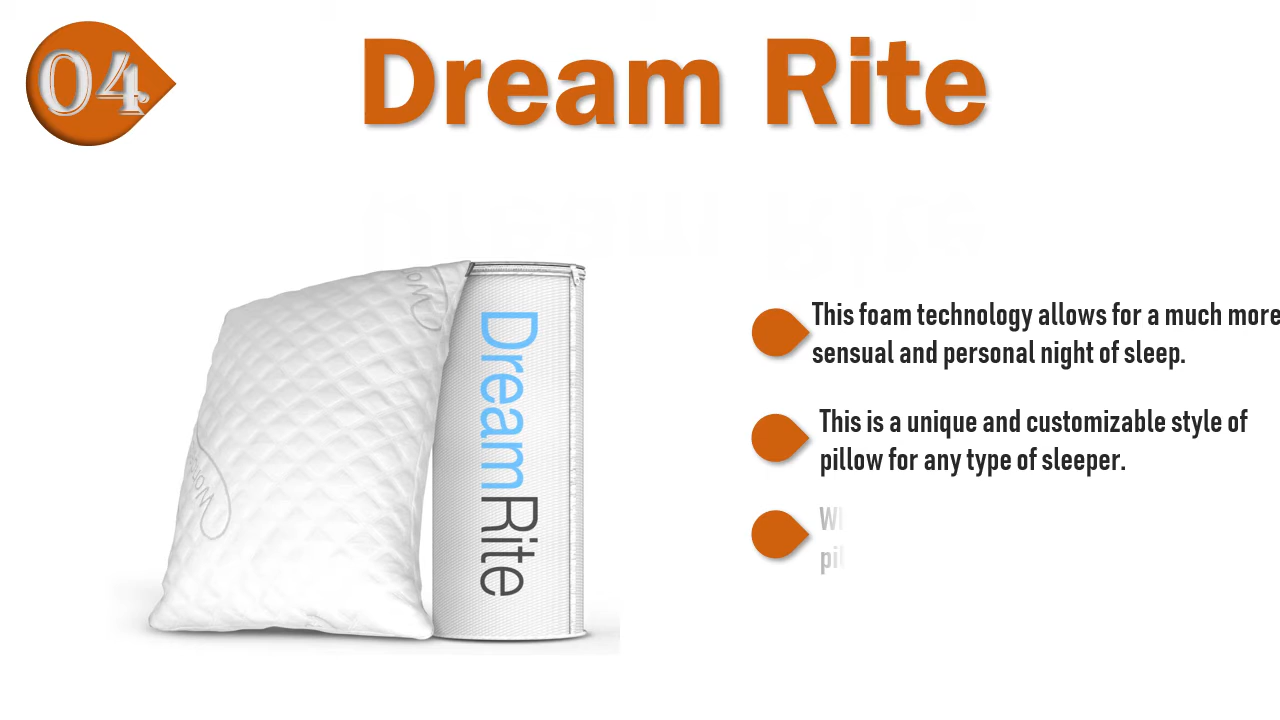 04
Dream Rite
DreamRite
This foam technology allows for a much more
sensual and personal night of sleep.
This is a unique and customizable style of
pillow for any type of sleeper.